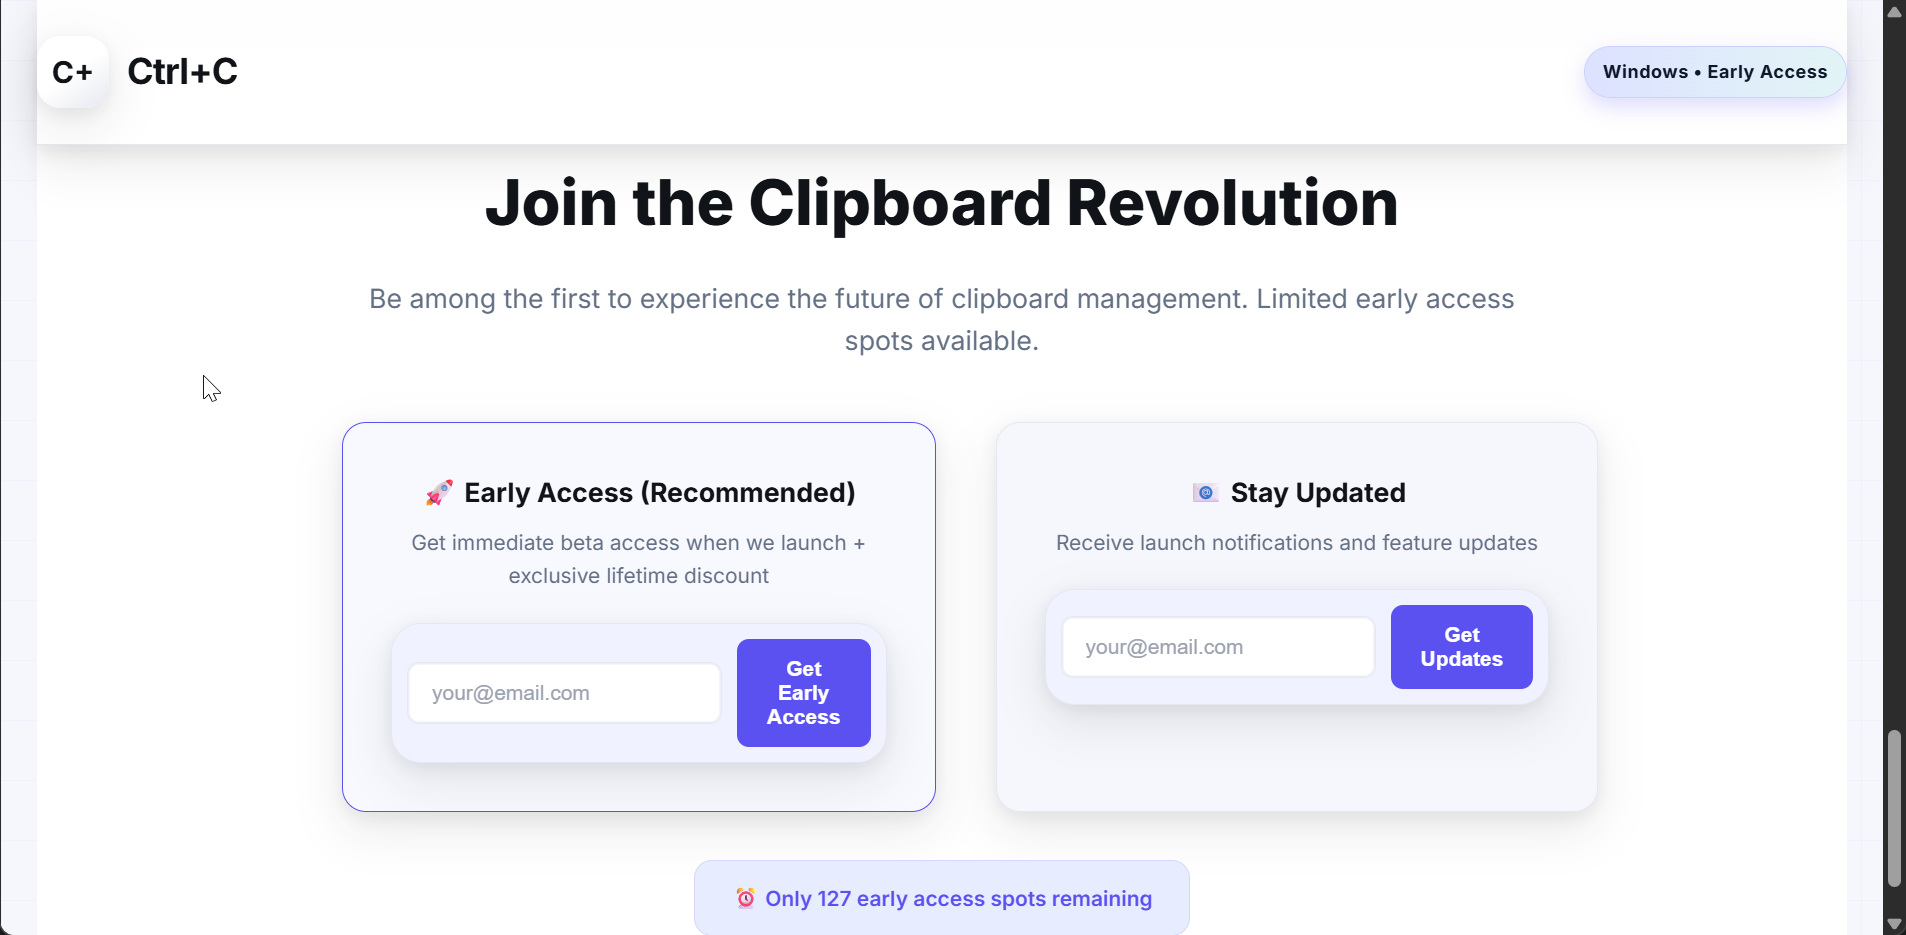 C+
Ctrl+C
Windows • Early Access
Join the Clipboard Revolution
Be among the first to experience the future of clipboard management. Limited early access
spots available.
🚀 Early Access (Recommended)
Get immediate beta access when we launch +
exclusive lifetime discount
your@email.com
Get
Early
Access
📧 Stay Updated
Receive launch notifications and feature updates
your@email.com
Get
Updates
⏰ Only 127 early access spots remaining